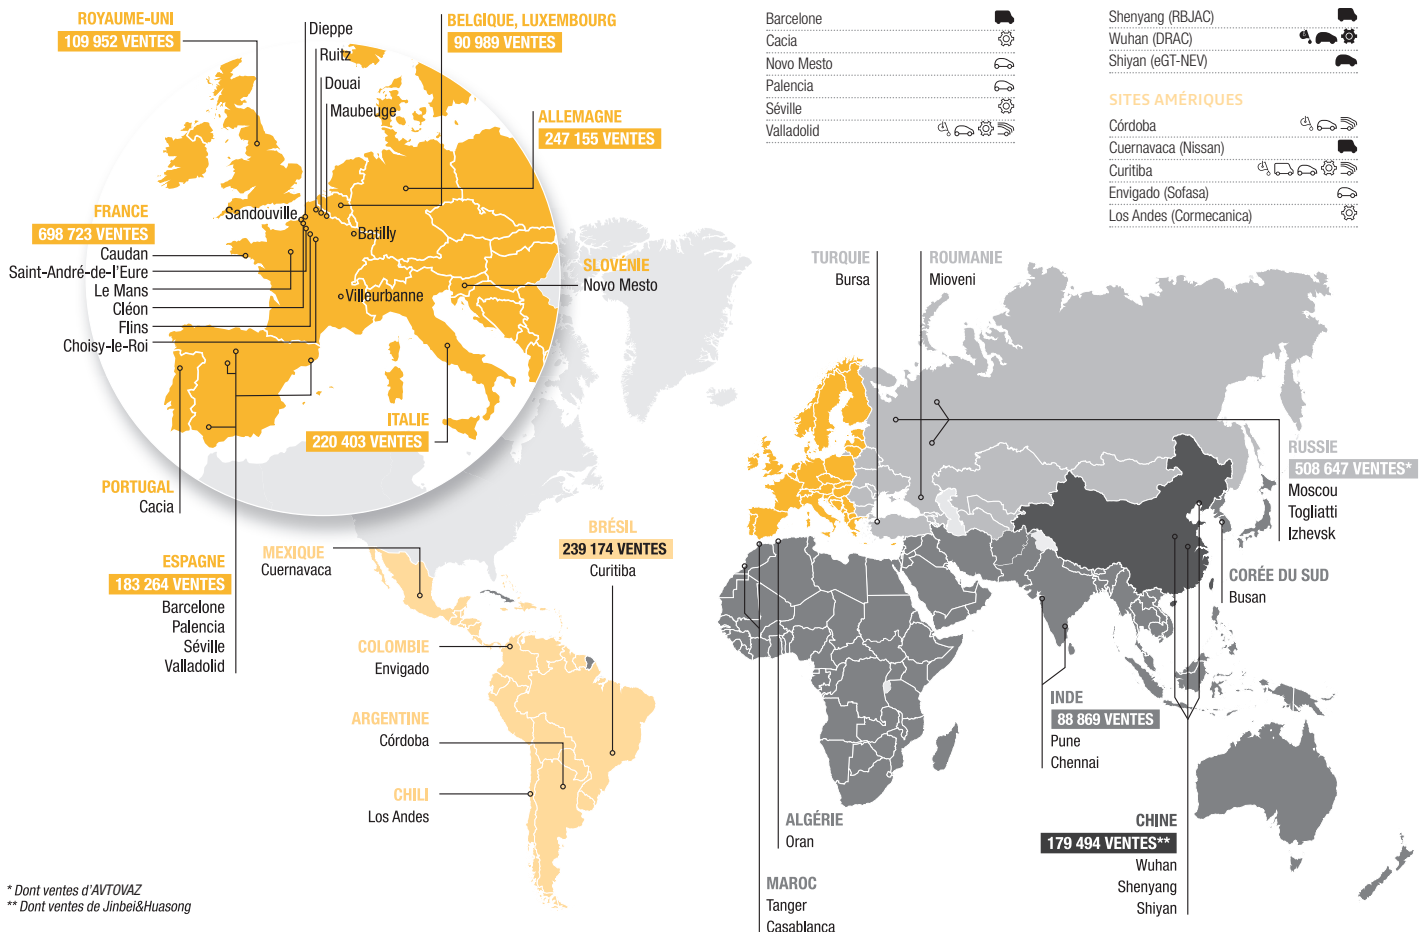 ROYAUME-UNI
109 952 VENTES
Dieppe
Ruitz
Douai
Maubeuge
BELGIQUE, LUXEMBOURG
90 989 VENTES
ALLEMAGNE
247 155 VENTES
FRANCE
698 723 VENTES
Caudan
Saint-André-de-l'Eure
Le Mans
Cléon
Flins
Choisy-le-Roi
Sandouville
Batilly
Villeurbanne
SLOVÉNIE
Novo Mesto
ITALIE
220 403 VENTES
PORTUGAL
Cacia
ESPAGNE
183 264 VENTES
Barcelone
Palencia
Séville
Valladolid
MEXIQUE
Cuernavaca
BRÉSIL
239 174 VENTES
Curitiba
COLOMBIE
Envigado
ARGENTINE
Córdoba
CHILI
Los Andes
* Dont ventes d'AVTOVAZ
** Dont ventes de Jinbei&Huasong
Barcelone
Cacia
Novo Mesto
Palencia
Séville
Valladolid
Shenyang (RBJAC)
Wuhan (DRAC)
Shiyan (eGT-NEV)
SITES AMÉRIQUES
Córdoba
Cuernavaca (Nissan)
Curitiba
Envigado (Sofasa)
Los Andes (Cormecanica)
TURQUIE
Bursa
ROUMANIE
Mioveni
RUSSIE
508 647 VENTES*
Moscou
Togliatti
Izhevsk
CORÉE DU SUD
Busan
INDE
88 869 VENTES
Pune
Chennai
CHINE
179 494 VENTES**
Wuhan
Shenyang
Shiyan
ALGÉRIE
Oran
MAROC
Tanger
Casablanca